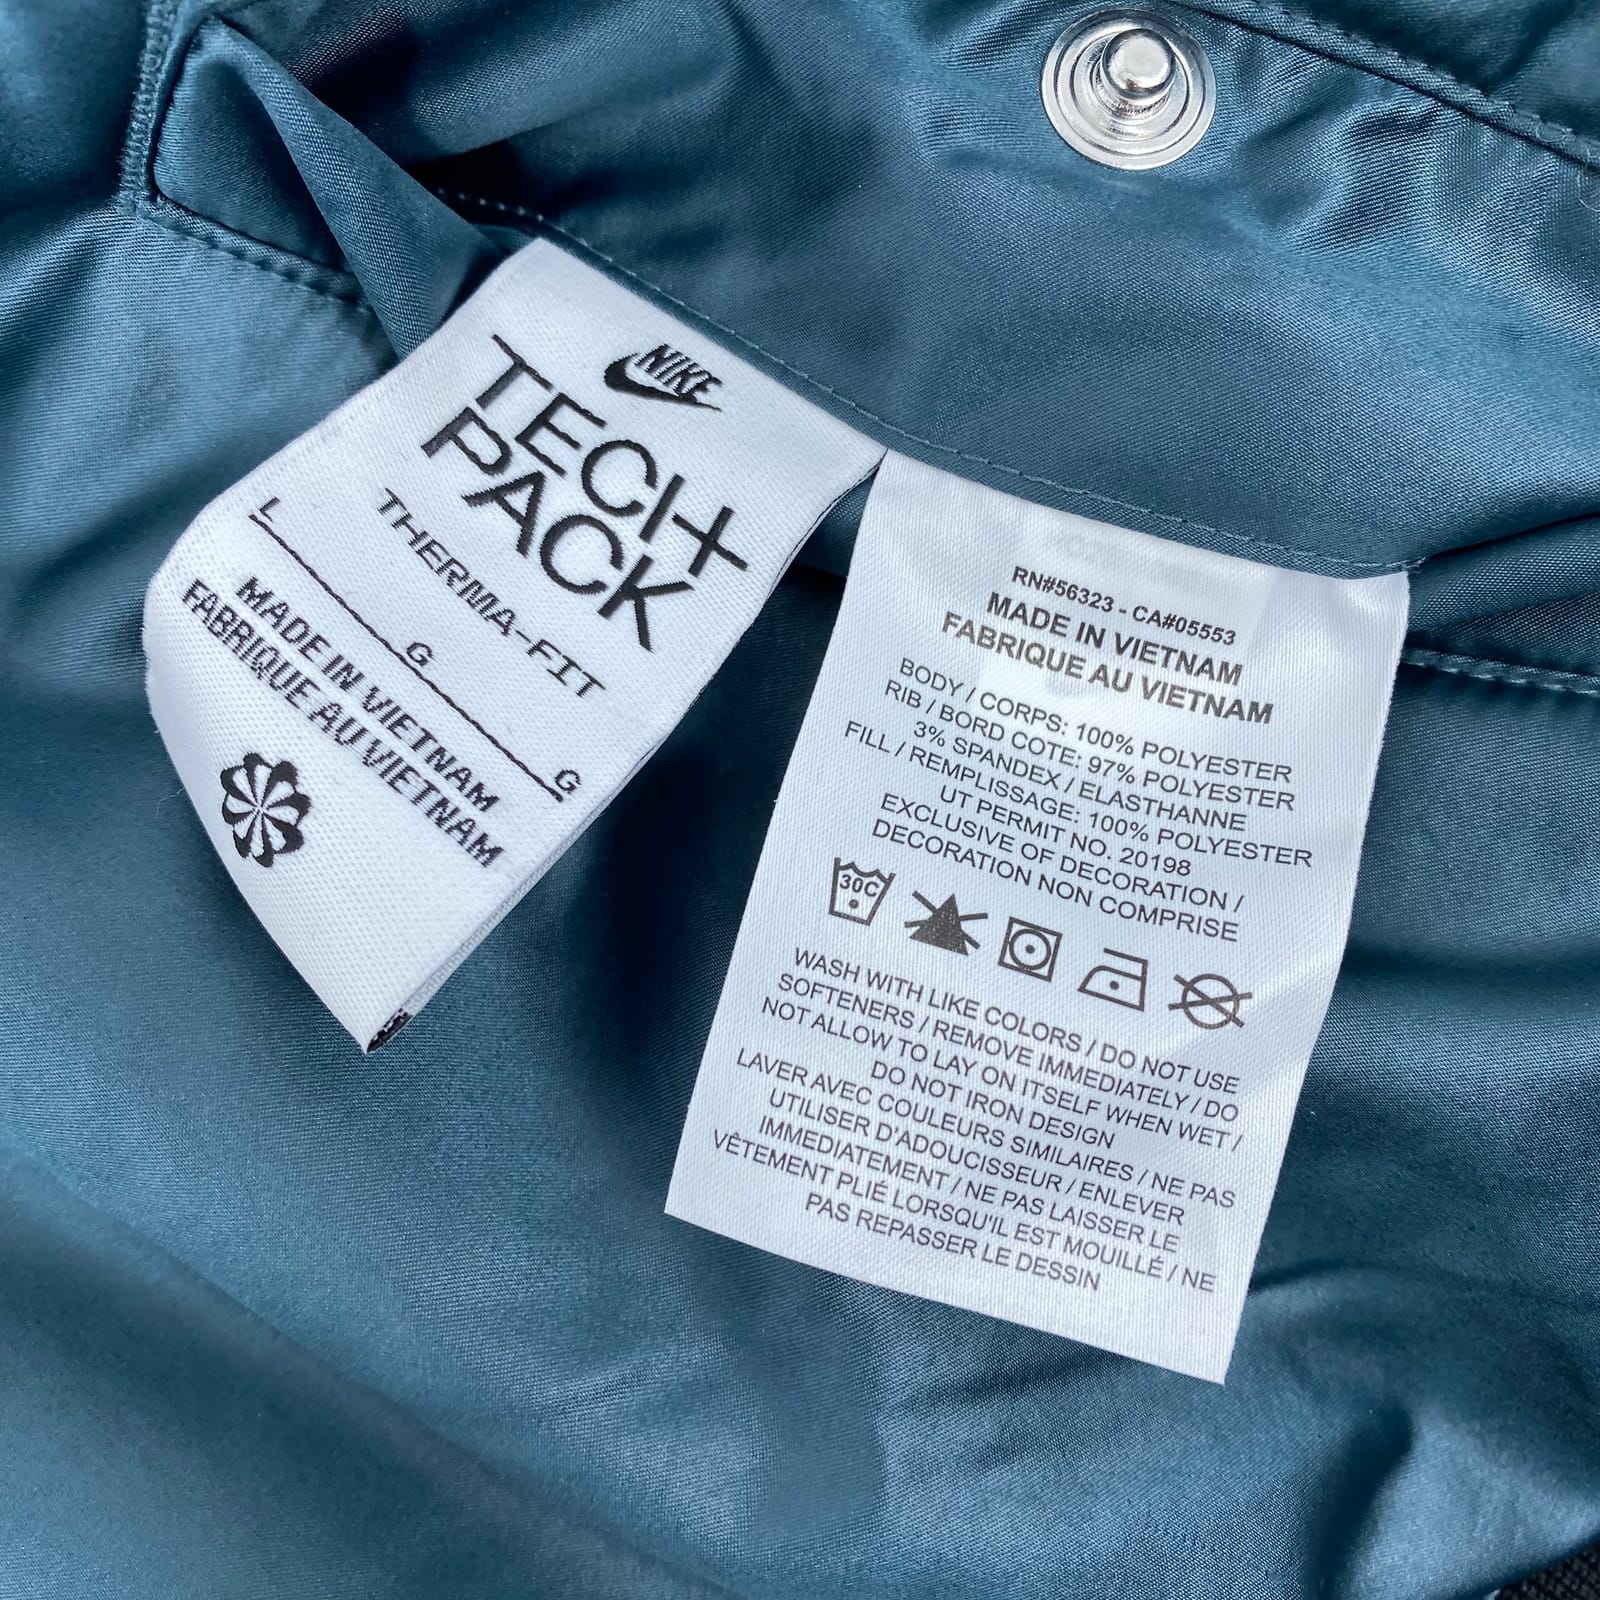 NIKE
TECH+
PACK
THERMA-FIT
L G G
MADE IN VIETNAM
FABRIQUE AU VIETNAM
RN#56323 - CA#05553
MADE IN VIETNAM
FABRIQUE AU VIETNAM
BODY / CORPS: 100% POLYESTER
RIB / BORD COTE: 97% POLYESTER
3% SPANDEX / ELASTHANNE
FILL / REMPLISSAGE: 100% POLYESTER
UT PERMIT NO. 20198
EXCLUSIVE OF DECORATION /
DECORATION NON COMPRISE
30C
WASH WITH LIKE COLORS / DO NOT USE
SOFTENERS / REMOVE IMMEDIATELY / DO
NOT ALLOW TO LAY ON ITSELF WHEN WET /
DO NOT IRON DESIGN
LAVER AVEC COULEURS SIMILAIRES / NE PAS
UTILISER D'ADOUCISSEUR / ENLEVER
IMMEDIATEMENT / NE PAS LAISSER LE
VÊTEMENT PLIÉ LORSQU'IL EST MOUILLÉ / NE
PAS REPASSER LE DESSIN